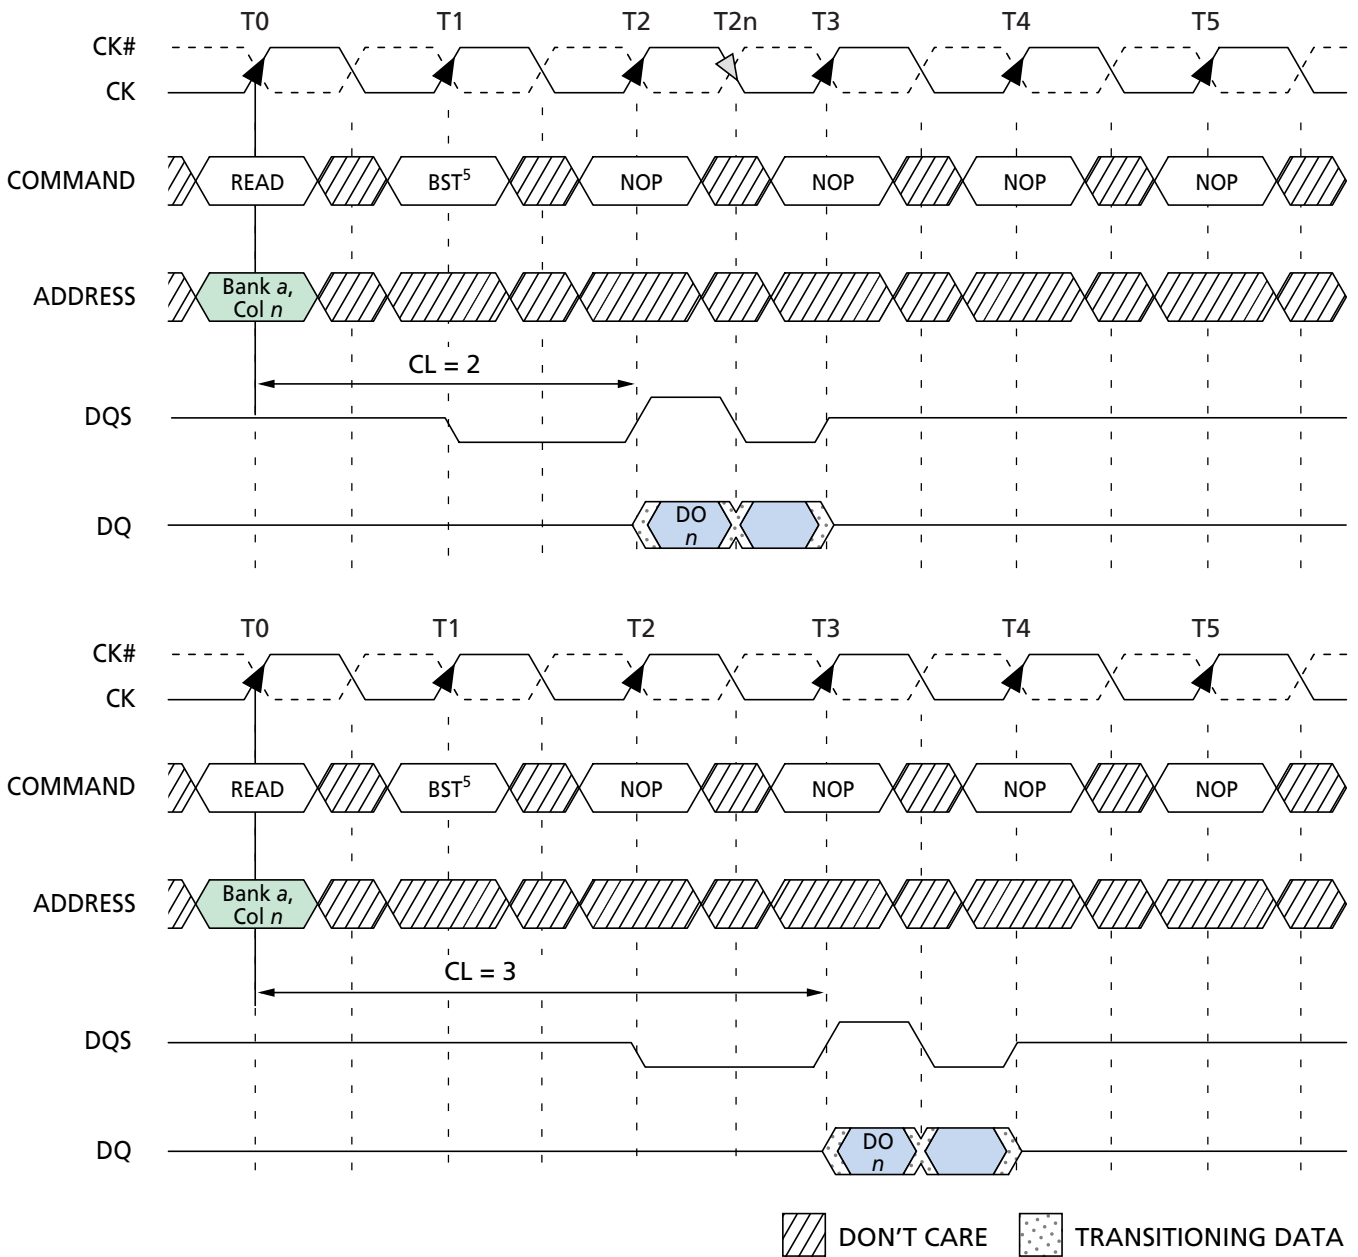 T0 T1 T2 T2n T3 T4 T5
CK#
CK
COMMAND READ BST5 NOP NOP NOP NOP
ADDRESS Bank a,
Col n
CL = 2
DQS
DQ DO
n
T0 T1 T2 T3 T4 T5
CK#
CK
COMMAND READ BST5 NOP NOP NOP NOP
ADDRESS Bank a,
Col n
CL = 3
DQS
DQ DO
n
DON'T CARE TRANSITIONING DATA